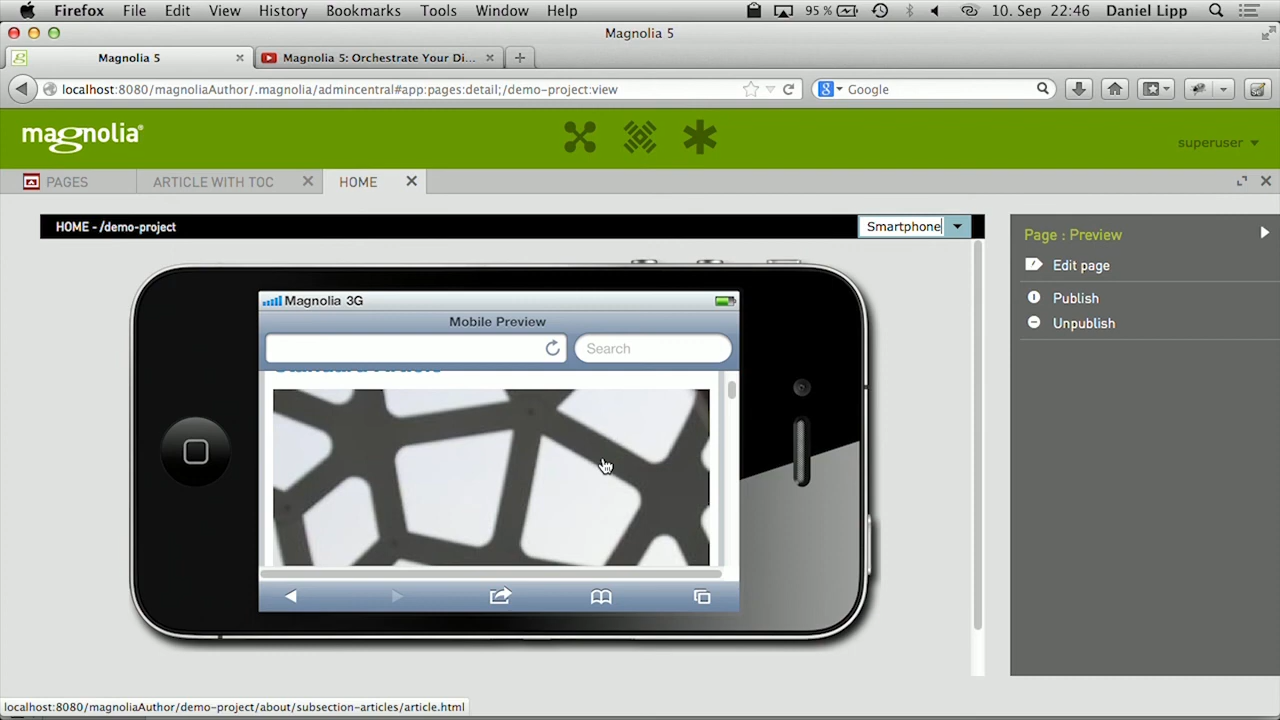 Firefox File Edit View History Bookmarks Tools Window Help 95% 10. Sep 22:46 Daniel Lipp
Magnolia 5
Magnolia 5 Magnolia 5: Orchestrate Your Di...
localhost:8080/magnoliaAuthor/.magnolia/admincentral#app:pages:detail;/demo-project:view Google
magnolia® superuser
PAGES ARTICLE WITH TOC HOME
HOME - /demo-project Smartphone
Page : Preview
Edit page
Publish
Unpublish
Magnolia 3G
Mobile Preview
Search
Standard Article
localhost:8080/magnoliaAuthor/demo-project/about/subsection-articles/article.html